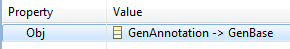 Property Value
Obj GenAnnotation -> GenBase